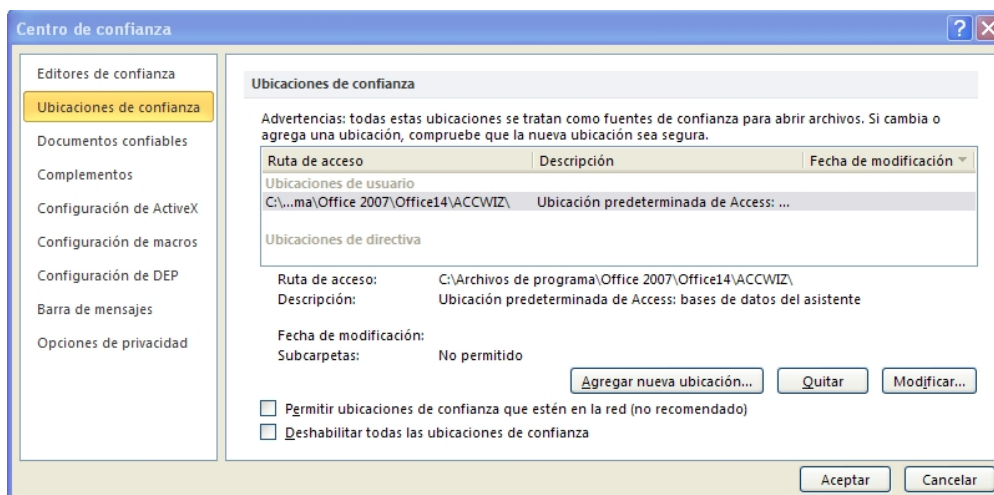 Centro de confianza
Editores de confianza
Ubicaciones de confianza
Documentos confiables
Complementos
Configuración de ActiveX
Configuración de macros
Configuración de DEP
Barra de mensajes
Opciones de privacidad
Ubicaciones de confianza
Advertencias: todas estas ubicaciones se tratan como fuentes de confianza para abrir archivos. Si cambia o
agrega una ubicación, compruebe que la nueva ubicación sea segura.
Ruta de acceso Descripción Fecha de modificación
Ubicaciones de usuario
C:\...ma\Office 2007\Office14\ACCWIZ\ Ubicación predeterminada de Access: ...
Ubicaciones de directiva
Ruta de acceso: C:\Archivos de programa\Office 2007\Office14\ACCWIZ\
Descripción: Ubicación predeterminada de Access: bases de datos del asistente
Fecha de modificación:
Subcarpetas: No permitido
Agregar nueva ubicación... Quitar Modificar...
Permitir ubicaciones de confianza que estén en la red (no recomendado)
Deshabilitar todas las ubicaciones de confianza
Aceptar Cancelar